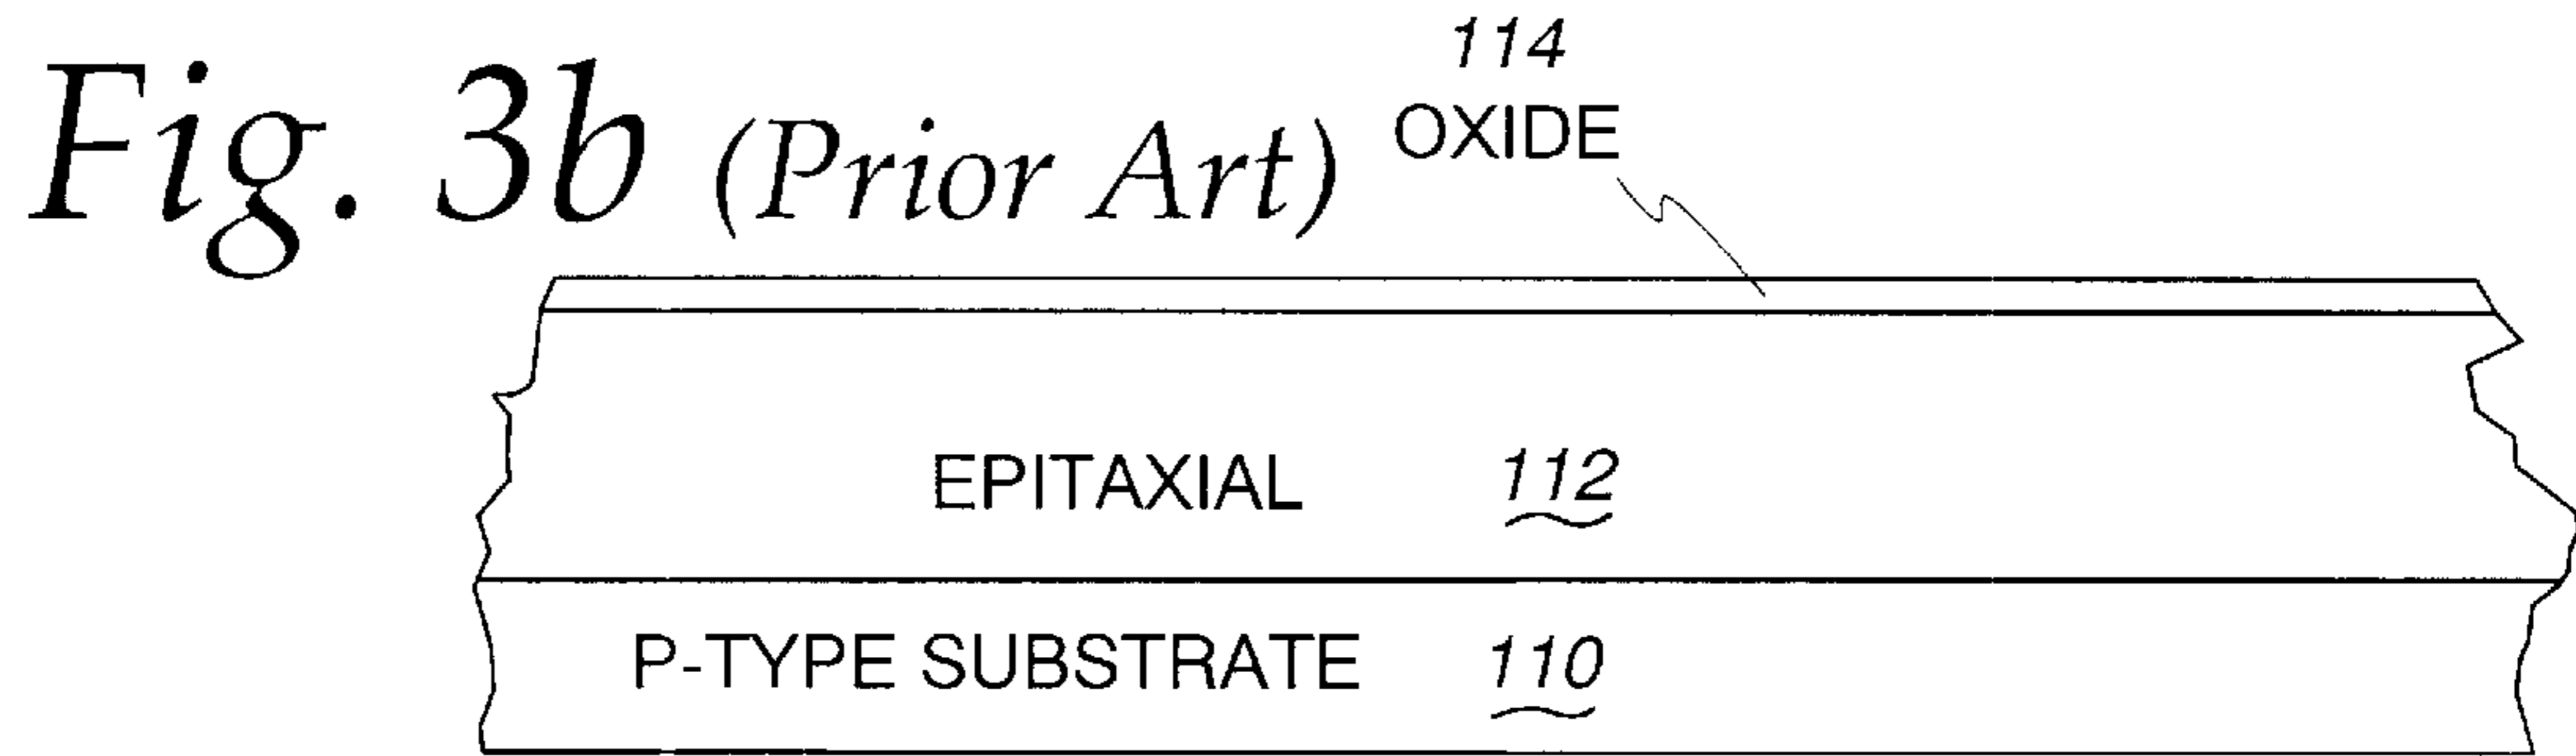 Fig. 3b (Prior Art)
114
OXIDE
EPITAXIAL 112
P-TYPE SUBSTRATE 110